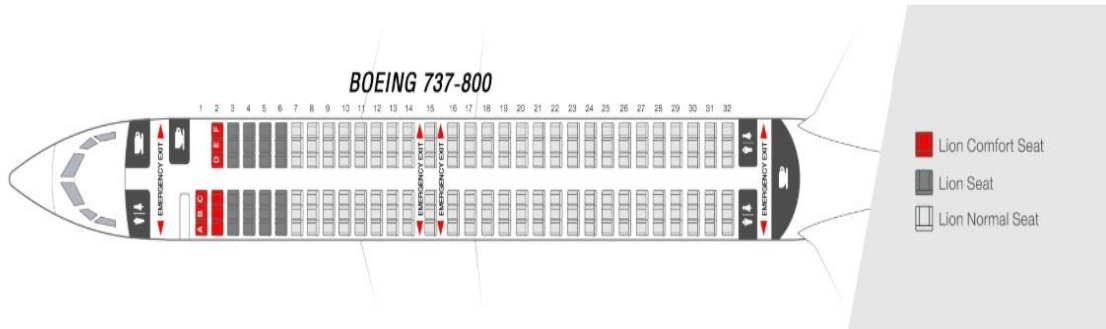 BOEING 737-800
1 2 3 4 5 6 7 8 9 10 11 12 13 14 15 16 17 18 19 20 21 22 23 24 25 26 27 28 29 30 31 32
D E F
A B C
EMERGENCY EXIT
EMERGENCY EXIT
EMERGENCY EXIT
EMERGENCY EXIT
Lion Comfort Seat
Lion Seat
Lion Normal Seat